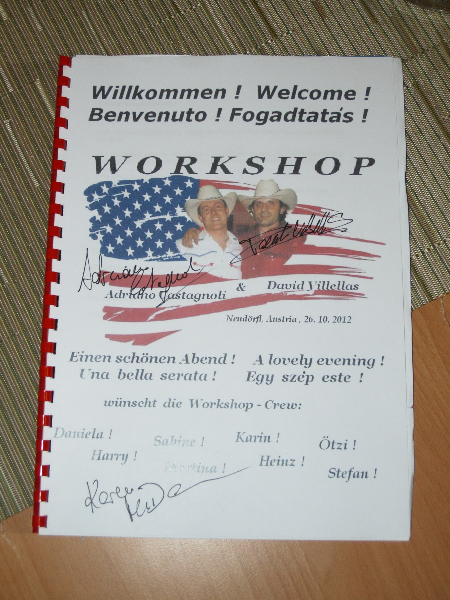 Willkommen ! Welcome !
Benvenuto ! Fogadtatás !
WORKSHOP
Adriano Castagnoli & David Villellas
Neudörfl, Austria , 26. 10. 2012
Einen schönen Abend ! A lovely evening !
Una bella serata ! Egy szép este !
wünscht die Workshop - Crew:
Daniela ! Sabine ! Karin ! Ötzi !
Harry ! Martina ! Heinz ! Stefan !